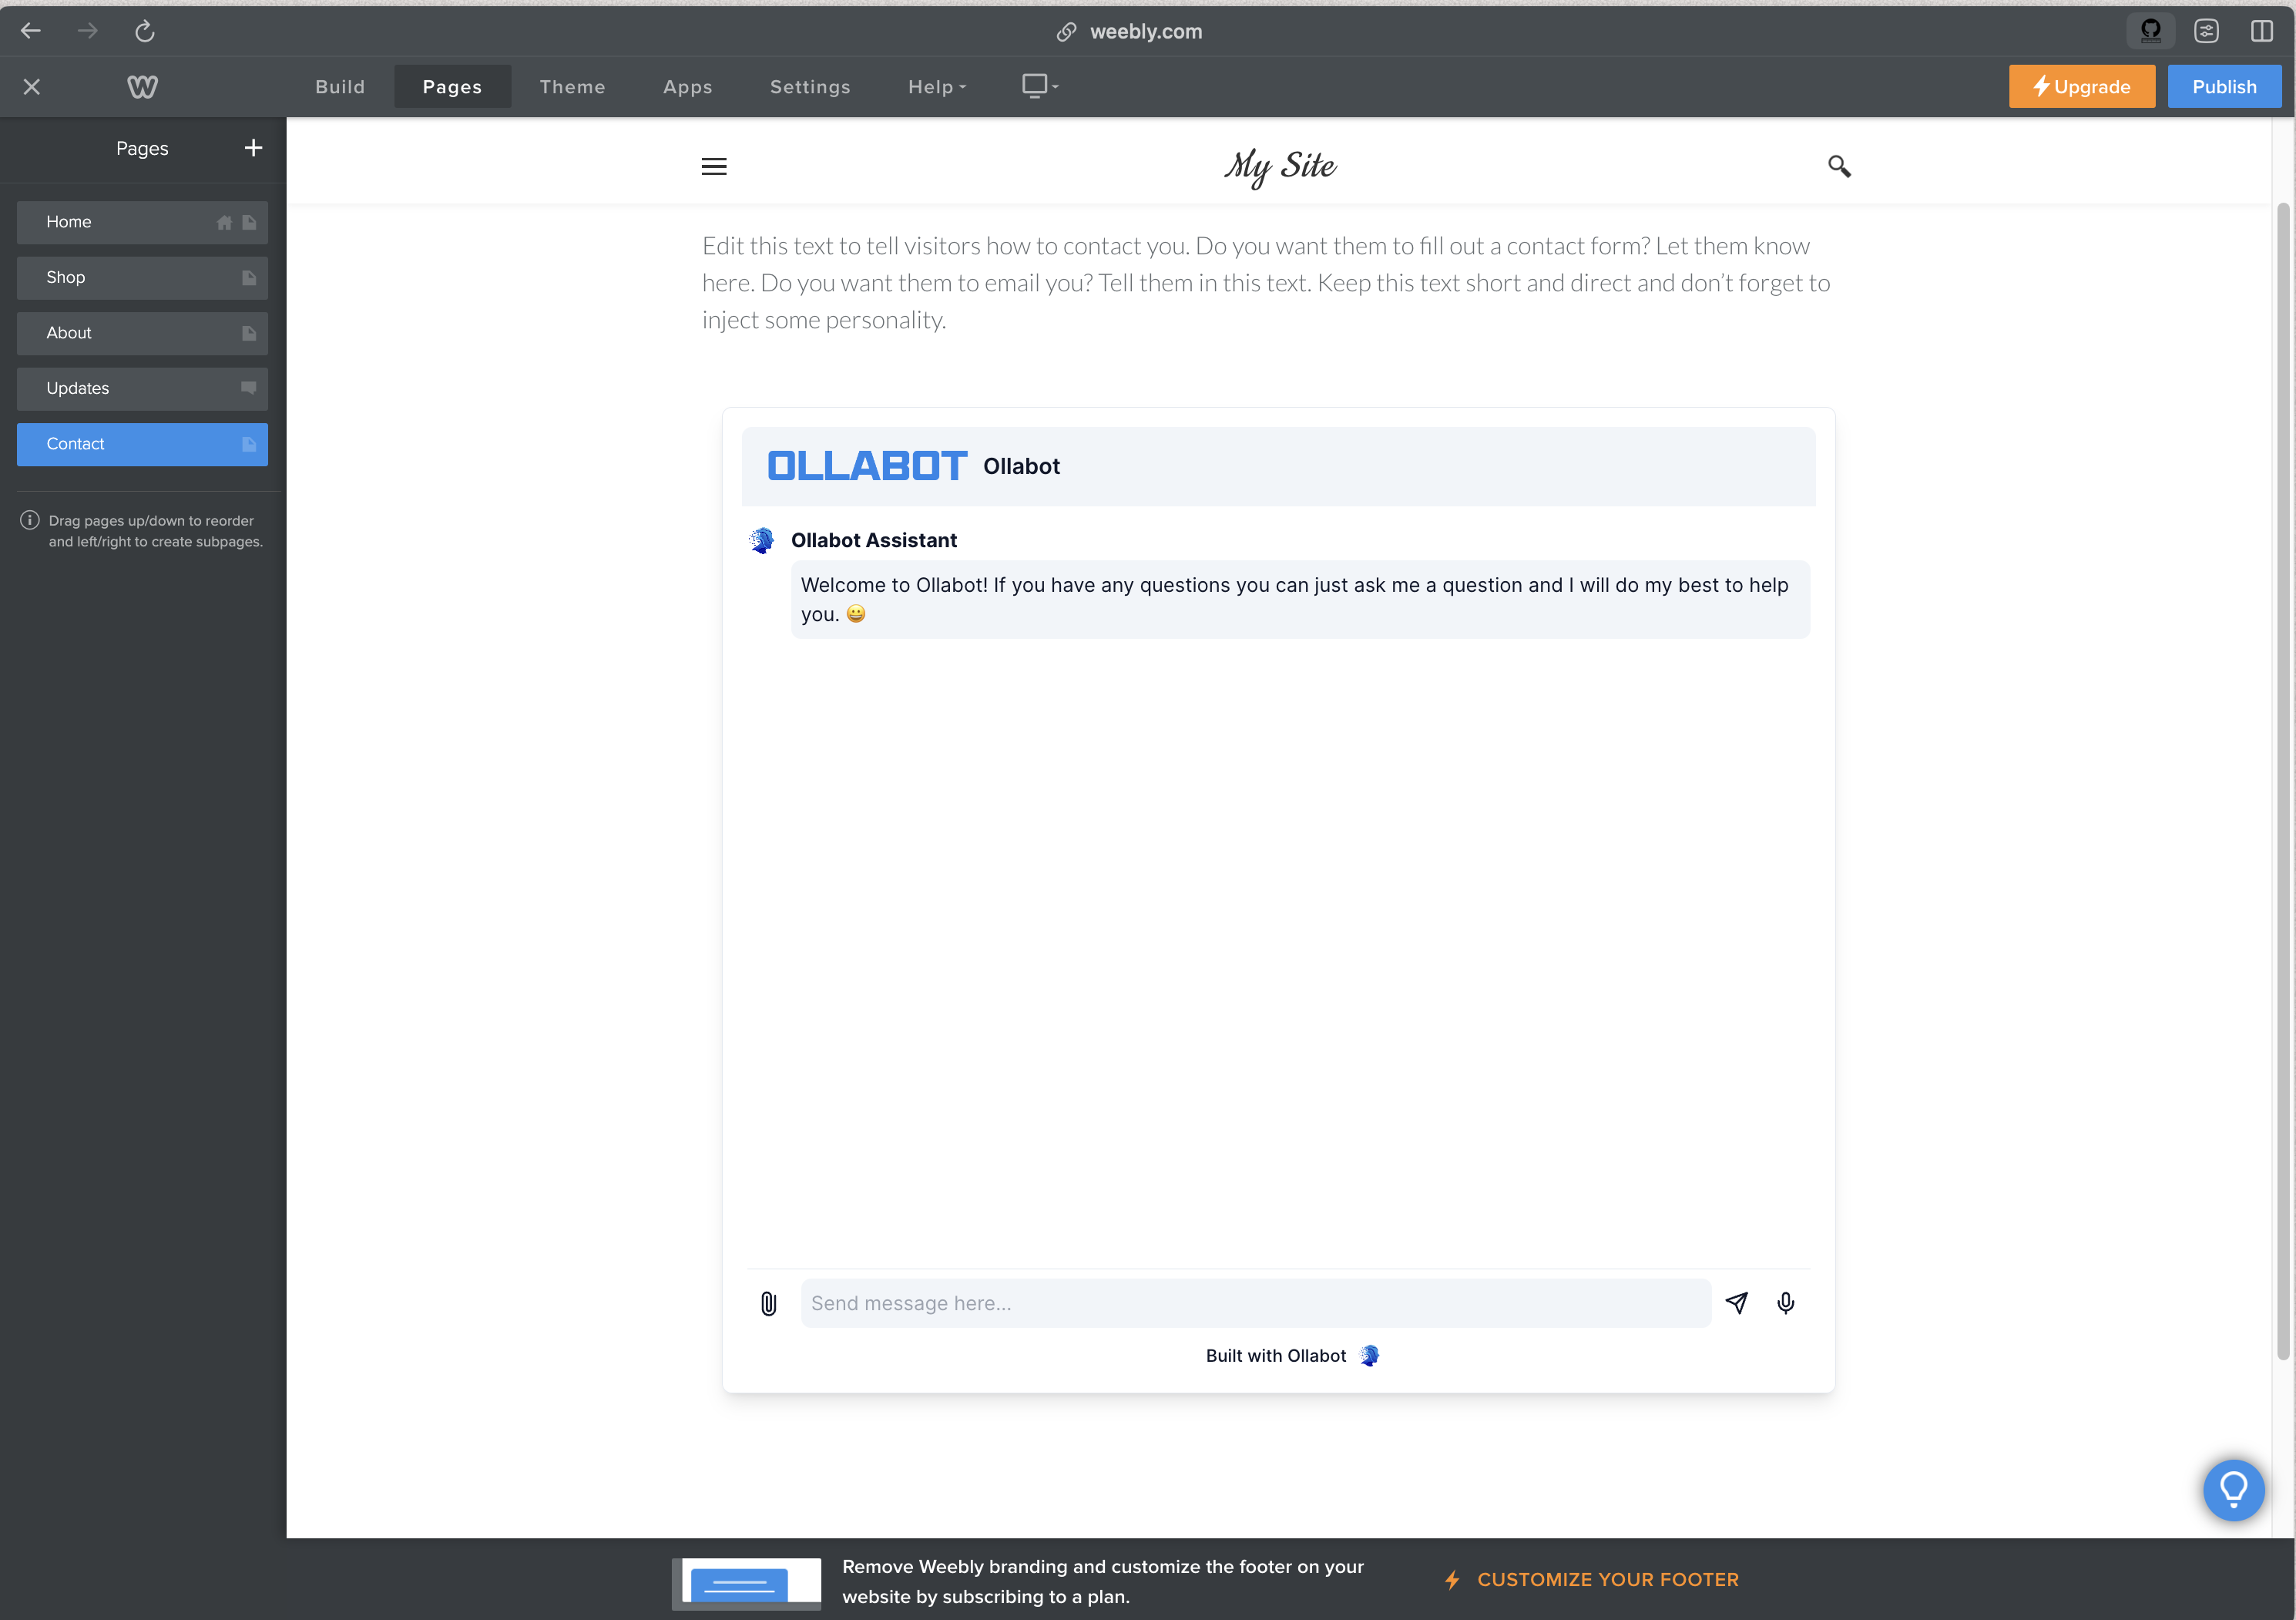 weebly.com
Build
Pages
Theme
Apps
Settings
Help
Upgrade
Publish
Pages
Home
Shop
About
Updates
Contact
Drag pages up/down to reorder
and left/right to create subpages.
My Site
Edit this text to tell visitors how to contact you. Do you want them to fill out a contact form? Let them know
here. Do you want them to email you? Tell them in this text. Keep this text short and direct and don't forget to
inject some personality.
OLLABOT Ollabot
Ollabot Assistant
Welcome to Ollabot! If you have any questions you can just ask me a question and I will do my best to help
you. 😀
Send message here...
Built with Ollabot
Remove Weebly branding and customize the footer on your
website by subscribing to a plan.
CUSTOMIZE YOUR FOOTER